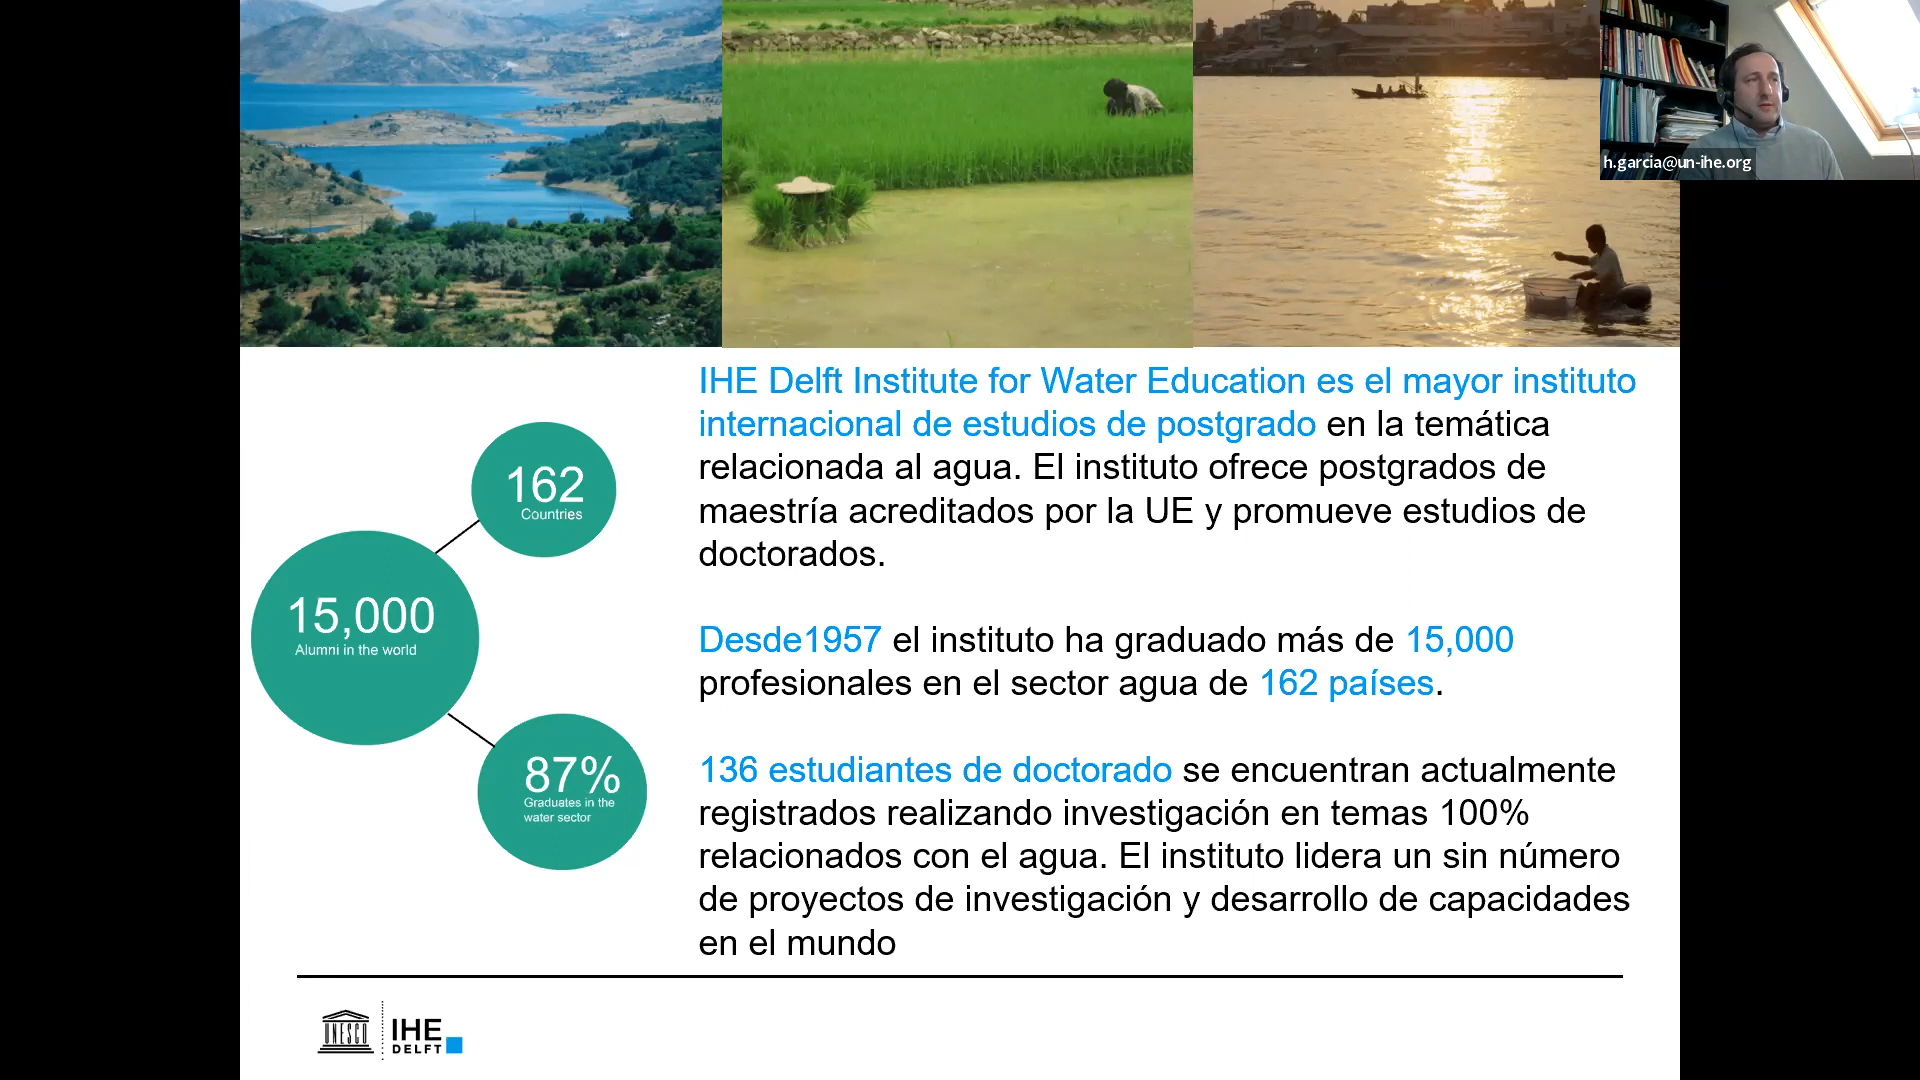 h.garcia@un-ihe.org
IHE Delft Institute for Water Education es el mayor instituto
internacional de estudios de postgrado en la temática
relacionada al agua. El instituto ofrece postgrados de
maestría acreditados por la UE y promueve estudios de
doctorados.
Desde1957 el instituto ha graduado más de 15,000
profesionales en el sector agua de 162 países.
136 estudiantes de doctorado se encuentran actualmente
registrados realizando investigación en temas 100%
relacionados con el agua. El instituto lidera un sin número
de proyectos de investigación y desarrollo de capacidades
en el mundo
162
Countries
15,000
Alumni in the world
87%
Graduates in the
water sector
UNESCO
IHE
DELFT